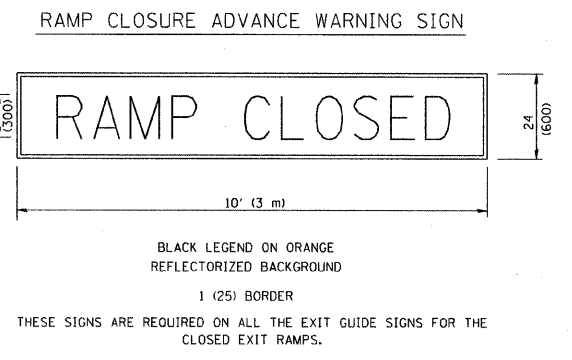 RAMP CLOSURE ADVANCE WARNING SIGN
RAMP CLOSED
(300)
24
(600)
10' (3 m)
BLACK LEGEND ON ORANGE
REFLECTORIZED BACKGROUND
1 (25) BORDER
THESE SIGNS ARE REQUIRED ON ALL THE EXIT GUIDE SIGNS FOR THE
CLOSED EXIT RAMPS.